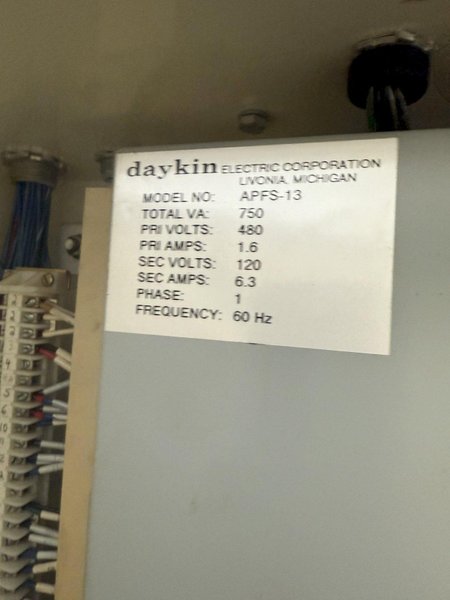 daykin ELECTRIC CORPORATION
LIVONIA, MICHIGAN
MODEL NO: APFS-13
TOTAL VA: 750
PRI VOLTS: 480
PRI AMPS: 1.6
SEC VOLTS: 120
SEC AMPS: 6.3
PHASE: 1
FREQUENCY: 60 Hz